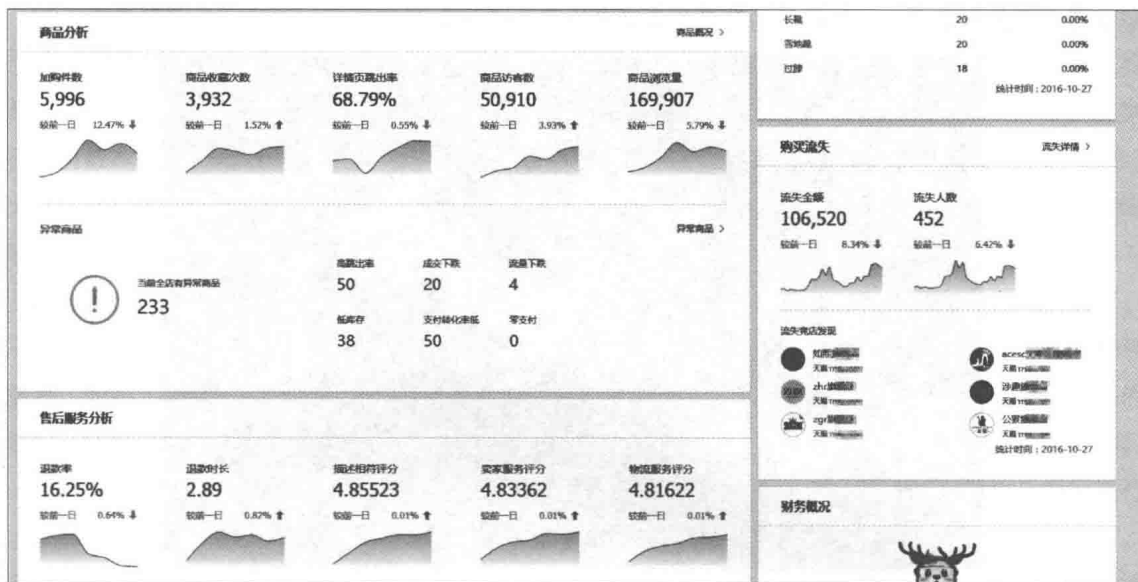 商品分析
商品概况 >
加购件数
商品收藏次数
详情页跳出率
商品访客数
商品浏览量
5,996
3,932
68.79%
50,910
169,907
较前一日 12.47% ↓
较前一日 1.52% ↑
较前一日 0.55% ↓
较前一日 3.93% ↑
较前一日 5.79% ↓
异常商品
异常商品 >
当前全店有异常商品
233
高跳出率
成交下跌
流量下跌
50
20
4
低库存
支付转化率低
零支付
38
50
0
售后服务分析
退款率
退款时长
描述相符评分
卖家服务评分
物流服务评分
16.25%
2.89
4.85523
4.83362
4.81622
较前一日 0.64% ↓
较前一日 0.82% ↑
较前一日 0.01% ↑
较前一日 0.01% ↑
较前一日 0.01% ↑
长靴 20 0.00%
雪地靴 20 0.00%
过膝 18 0.00%
统计时间：2016-10-27
购买流失
流失详情 >
流失金额
流失人数
106,520
452
较前一日 8.34% ↓
较前一日 6.42% ↓
流失竞店发现
天猫
acesc
天猫
zhr
天猫
天猫
zgr
天猫
天猫
统计时间：2016-10-27
财务概况